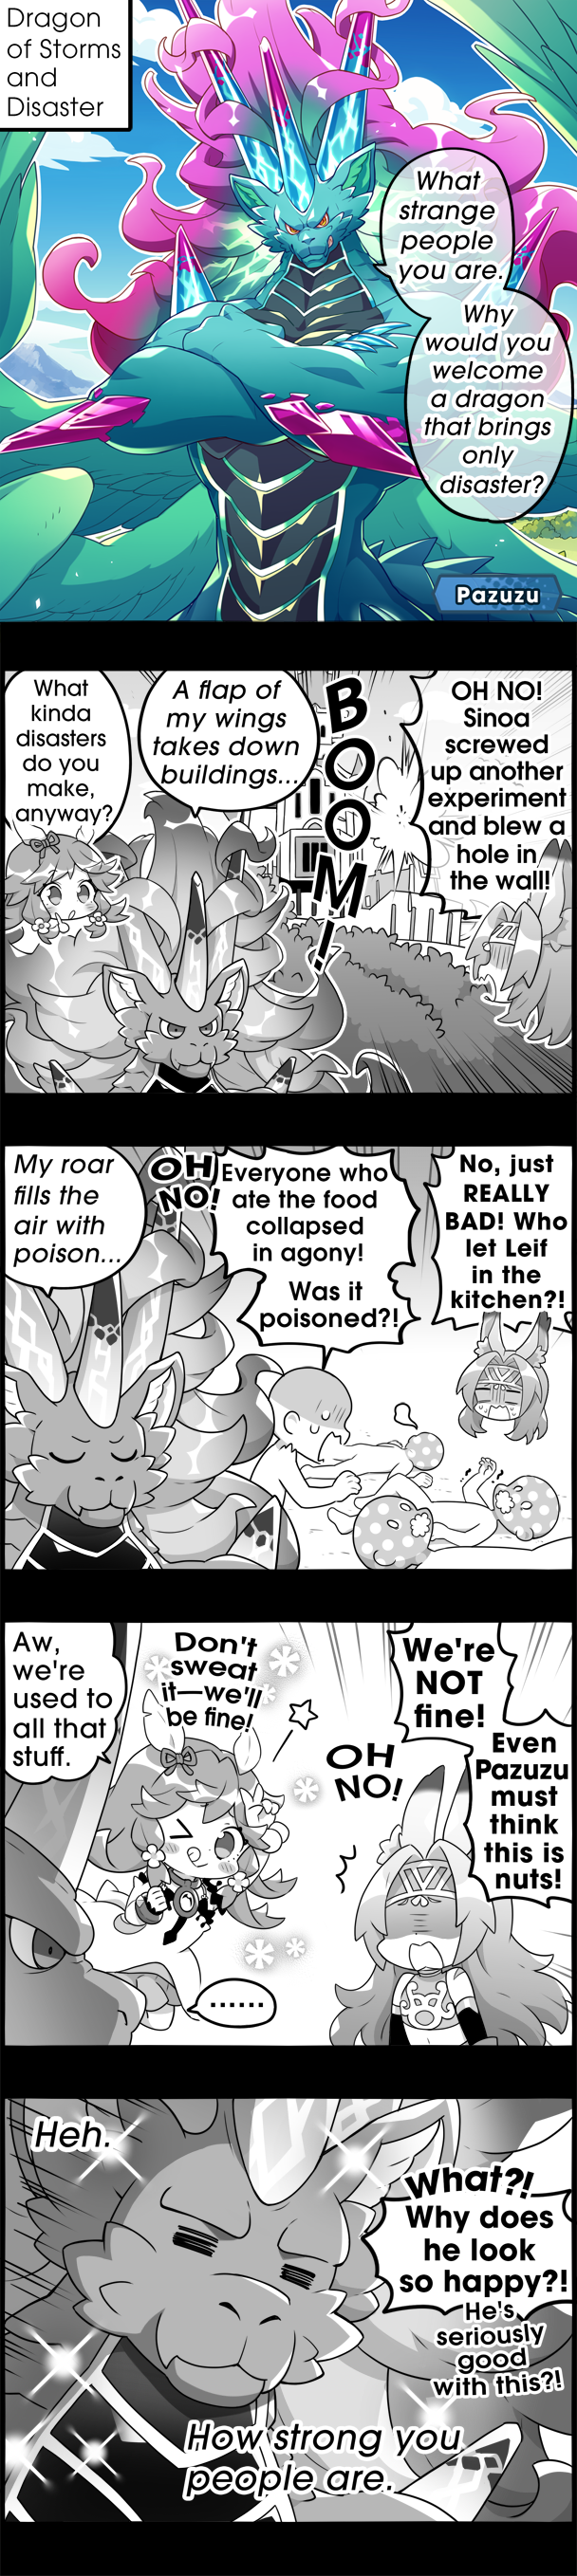 Dragon
of Storms
and
Disaster
What
strange
people
you are.
Why
would you
welcome
a dragon
that brings
only
disaster?
Pazuzu
What
kinda
disasters
do you
make,
anyway?
A flap of
my wings
takes down
buildings...
BOOM!
OH NO!
Sinoa
screwed
up another
experiment
and blew a
hole in
the wall!
My roar
fills the
air with
poison...
OH
NO!
Everyone who
ate the food
collapsed
in agony!
Was it
poisoned?!
No, just
REALLY
BAD! Who
let Leif
in the
kitchen?!
Aw,
we're
used to
all that
stuff.
Don't
sweat
it—we'll
be fine!
We're
NOT
fine!
OH
NO!
Even
Pazuzu
must
think
this is
nuts!
......
Heh.
What?!
Why does
he look
so happy?!
He's
seriously
good
with this?!
How strong you
people are.